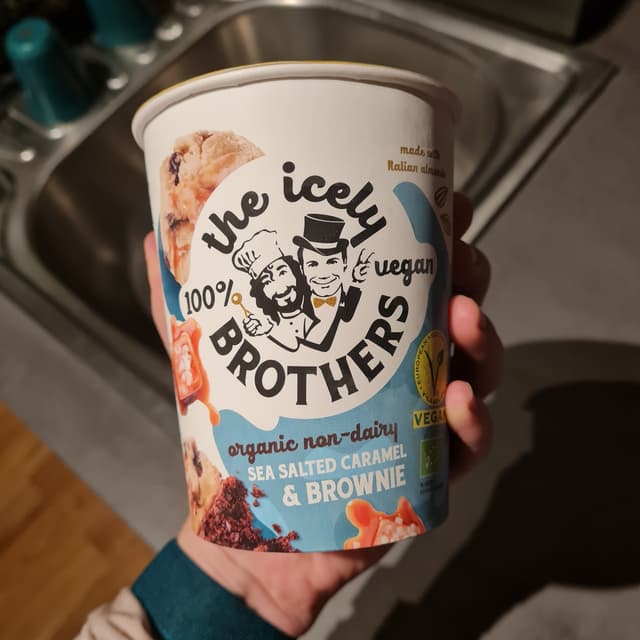 made with
Italian almonds
the icely
100%
vegan
BROTHERS
VEGAN
organic non-dairy
SEA SALTED CARAMEL
& BROWNIE